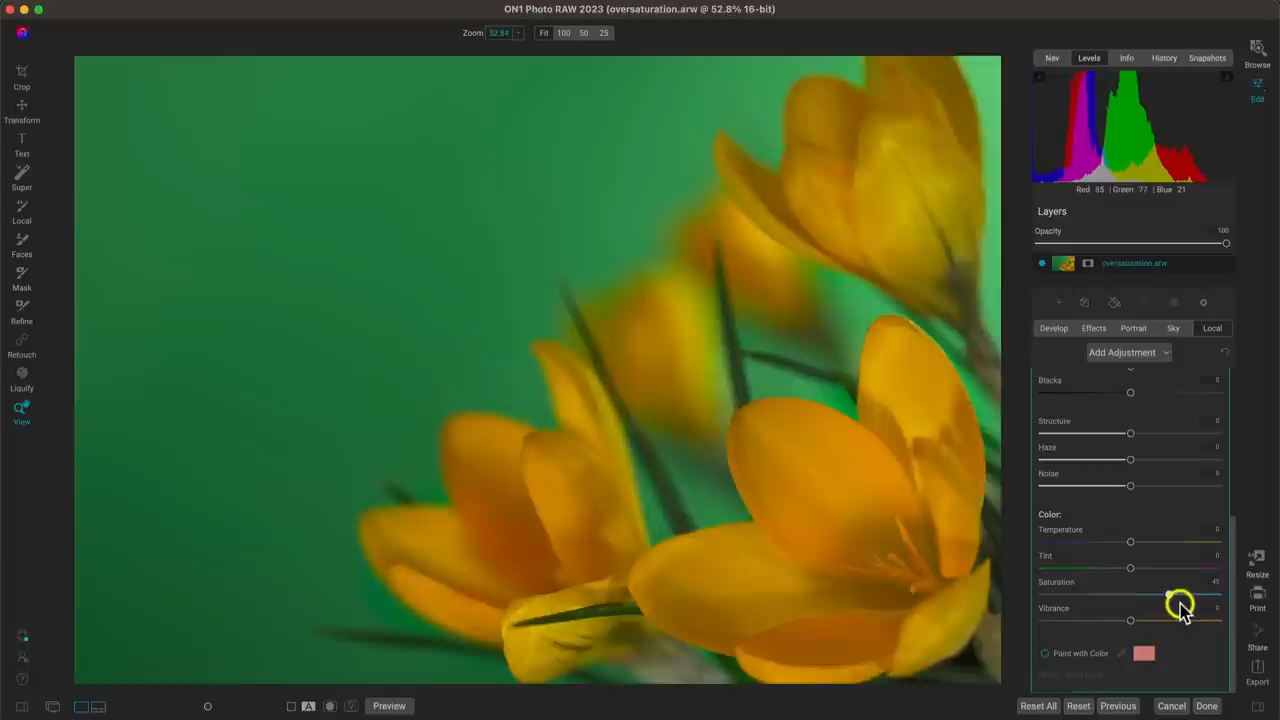 ON1 Photo RAW 2023 (oversaturation.arw @ 52.8% 16-bit)
Zoom 52.84 Fit 100 50 25
Crop
Transform
Text
Super
Local
Faces
Mask
Refine
Retouch
Liquify
View
Nav Levels Info History Snapshots
Red 85 | Green 77 | Blue 21
Layers
Opacity 100
oversaturation.arw
Develop Effects Portrait Sky Local
Add Adjustment
Blacks 0
Structure 0
Haze 0
Noise 0
Color:
Temperature 0
Tint 0
Saturation 45
Vibrance 0
Paint with Color
Browse
Edit
Resize
Print
Share
Export
A Preview
Reset All Reset Previous Cancel Done